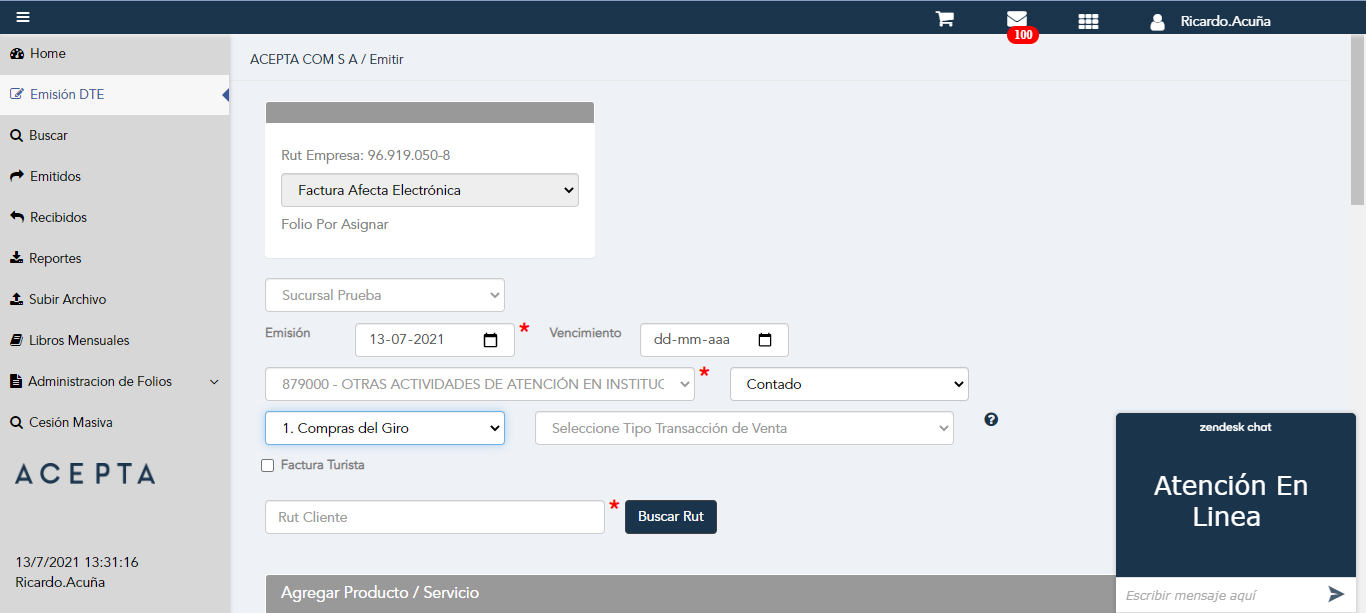 Ricardo.Acuña
100
Home
Emisión DTE
Buscar
Emitidos
Recibidos
Reportes
Subir Archivo
Libros Mensuales
Administracion de Folios
Cesión Masiva
ACEPTA
13/7/2021 13:31:16
Ricardo.Acuña
ACEPTA COM S A / Emitir
Rut Empresa: 96.919.050-8
Factura Afecta Electrónica
Folio Por Asignar
Sucursal Prueba
Emisión 13-07-2021 * Vencimiento dd-mm-aaa
879000 - OTRAS ACTIVIDADES DE ATENCIÓN EN INSTITUC * Contado
1. Compras del Giro Seleccione Tipo Transacción de Venta ?
Factura Turista
Rut Cliente * Buscar Rut
Agregar Producto / Servicio
zendesk chat
Atención En
Linea
Escribir mensaje aquí